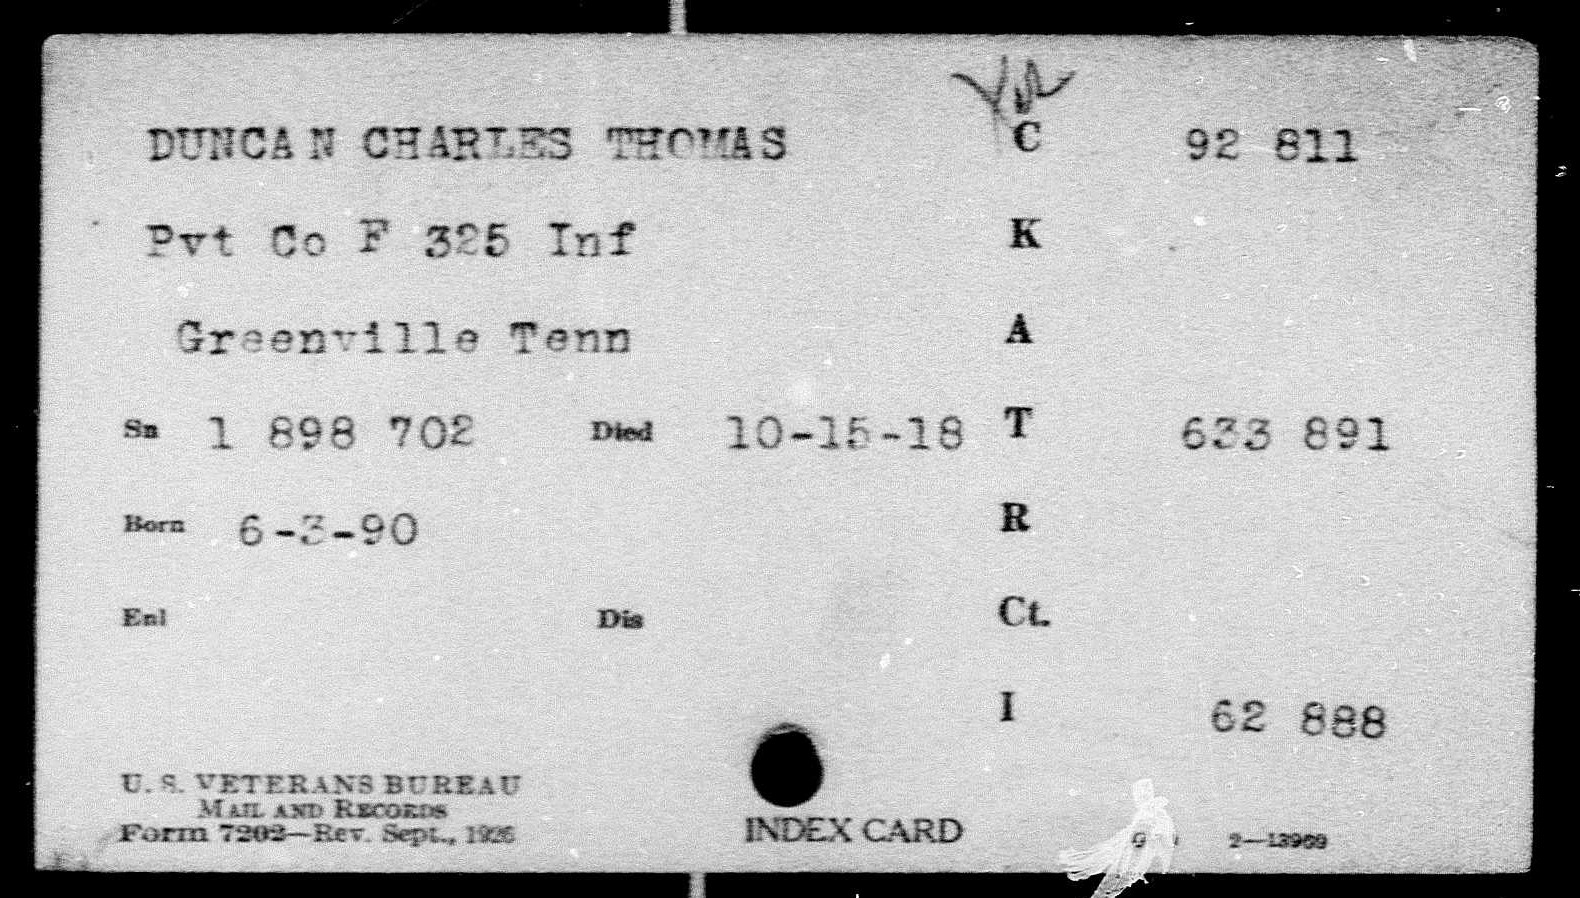 DUNCAN CHARLES THOMAS C 92 811
Pvt Co F 325 Inf K
Greenville Tenn A
Sn 1 898 702 Died 10-15-18 T 633 891
Born 6-3-90 R
Enl Dis Ct.
I 62 888
U. S. VETERANS BUREAU
MAIL AND RECORDS
Form 7202—Rev. Sept., 1926
INDEX CARD 2—13969